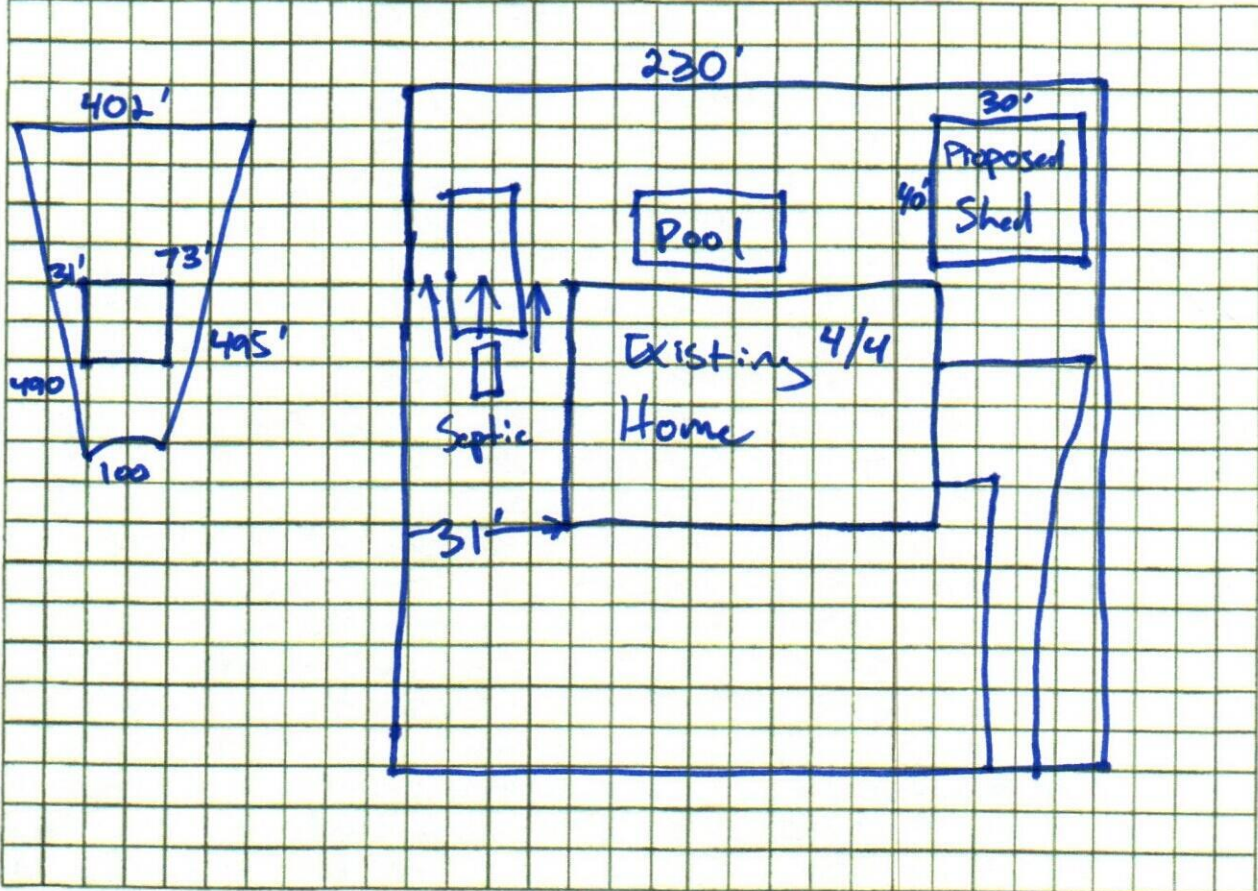 402'
31'
73'
495'
490
100
230'
30'
Proposed
Shed
40'
Pool
Existing 4/4
Home
Septic
31'